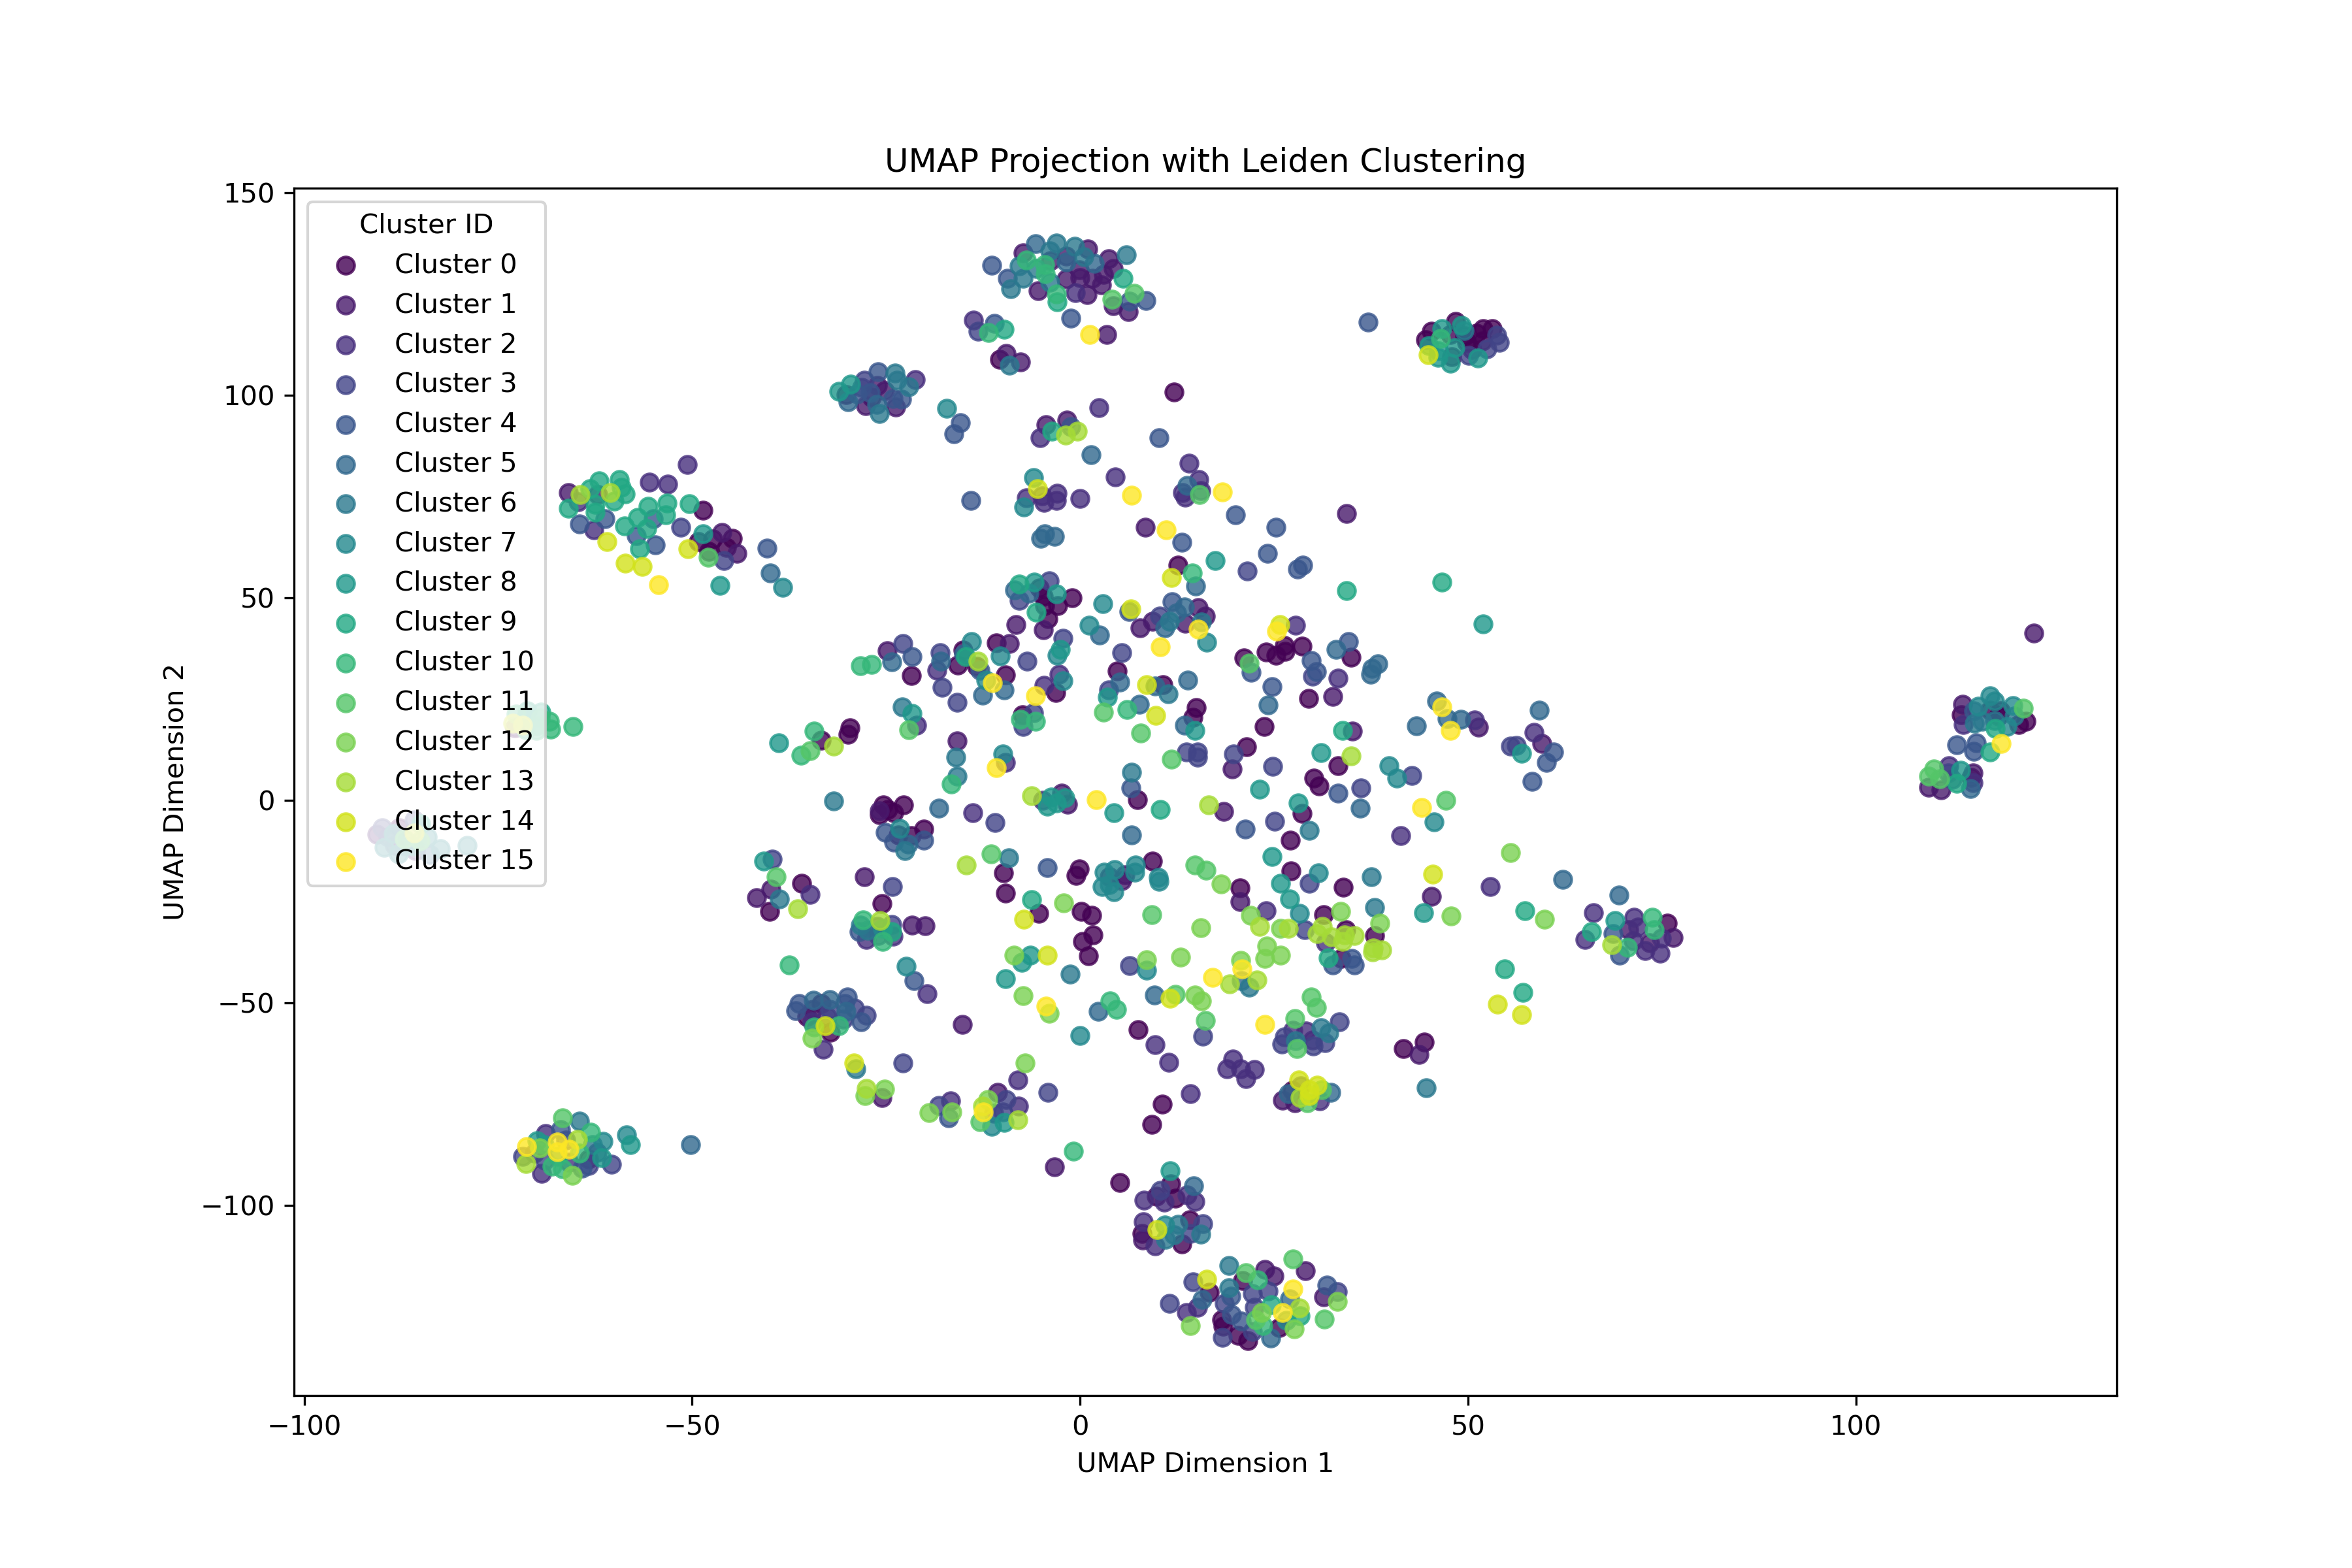 UMAP Projection with Leiden Clustering
150
100
50
0
−50
−100
UMAP Dimension 2
Cluster ID
Cluster 0
Cluster 1
Cluster 2
Cluster 3
Cluster 4
Cluster 5
Cluster 6
Cluster 7
Cluster 8
Cluster 9
Cluster 10
Cluster 11
Cluster 12
Cluster 13
Cluster 14
Cluster 15
−100
−50
0
50
100
UMAP Dimension 1